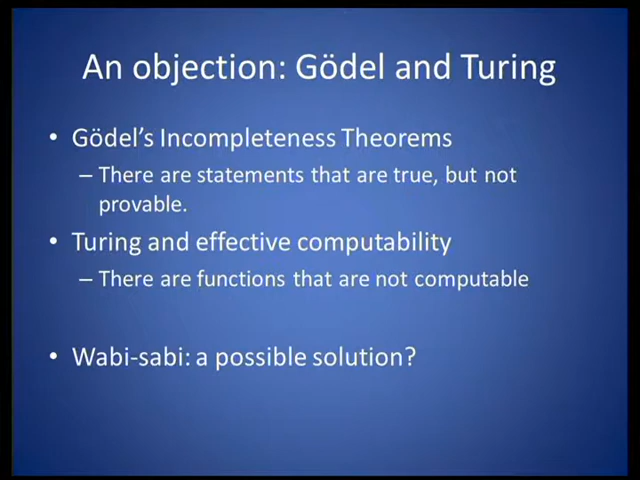 An objection: Gödel and Turing
• Gödel’s Incompleteness Theorems
– There are statements that are true, but not
provable.
• Turing and effective computability
– There are functions that are not computable
• Wabi-sabi: a possible solution?